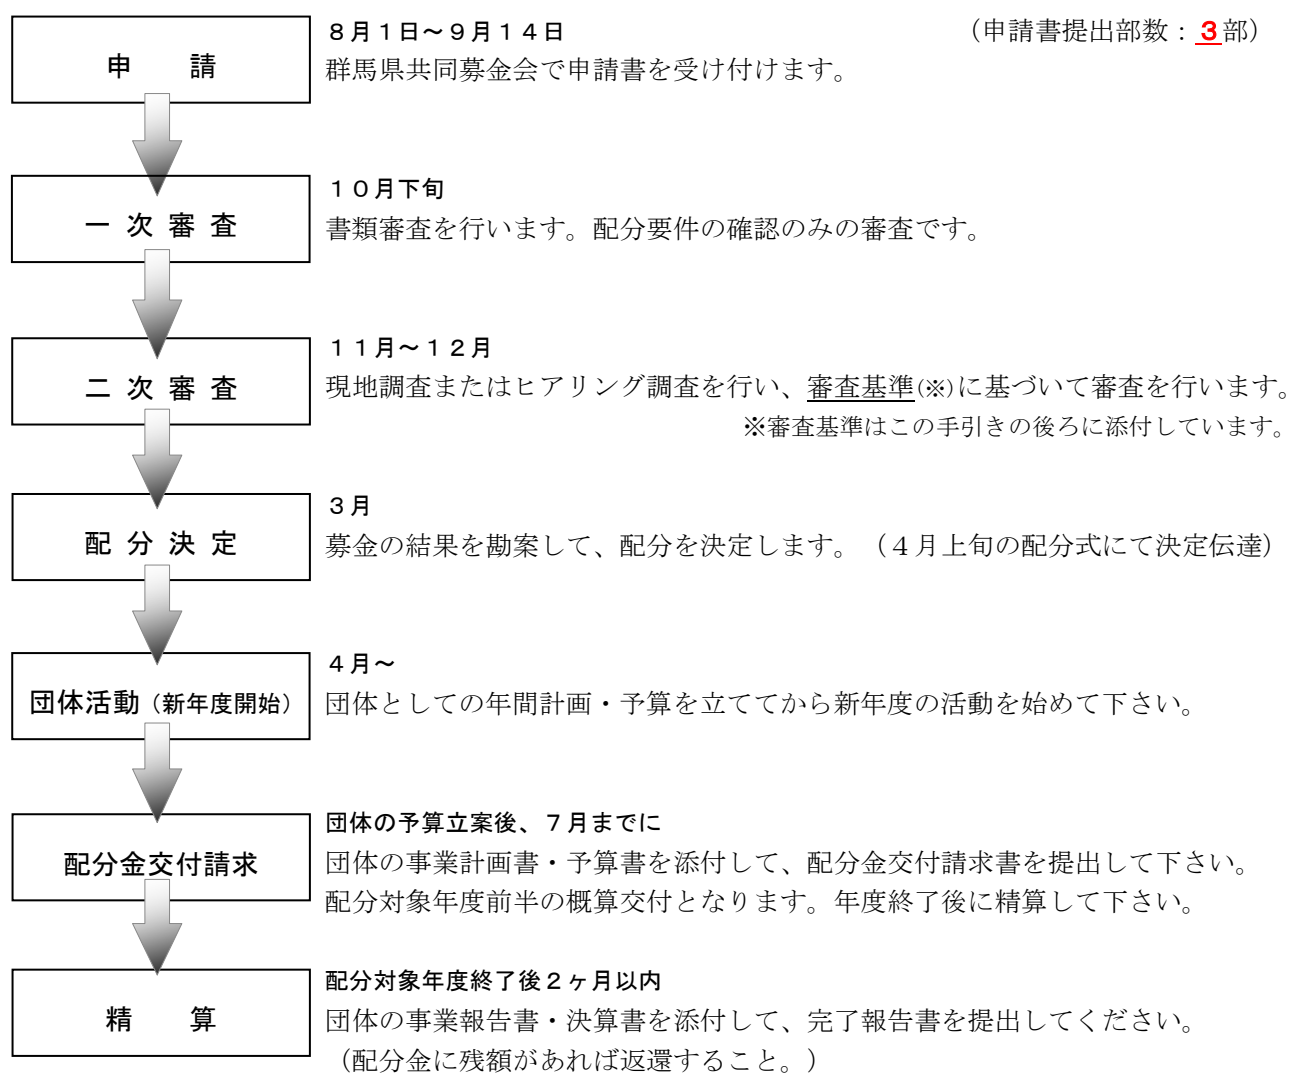 申　請
８月１日～９月１４日　（申請書提出部数：３部）
群馬県共同募金会で申請書を受け付けます。
一 次 審 査
１０月下旬
書類審査を行います。配分要件の確認のみの審査です。
二 次 審 査
１１月～１２月
現地調査またはヒアリング調査を行い、審査基準(※)に基づいて審査を行います。
※審査基準はこの手引きの後ろに添付しています。
配 分 決 定
３月
募金の結果を勘案して、配分を決定します。（４月上旬の配分式にて決定伝達）
団体活動（新年度開始）
４月～
団体としての年間計画・予算を立ててから新年度の活動を始めて下さい。
配分金交付請求
団体の予算立案後、７月までに
団体の事業計画書・予算書を添付して、配分金交付請求書を提出して下さい。
配分対象年度前半の概算交付となります。年度終了後に精算して下さい。
精　算
配分対象年度終了後２ヶ月以内
団体の事業報告書・決算書を添付して、完了報告書を提出してください。
（配分金に残額があれば返還すること。）